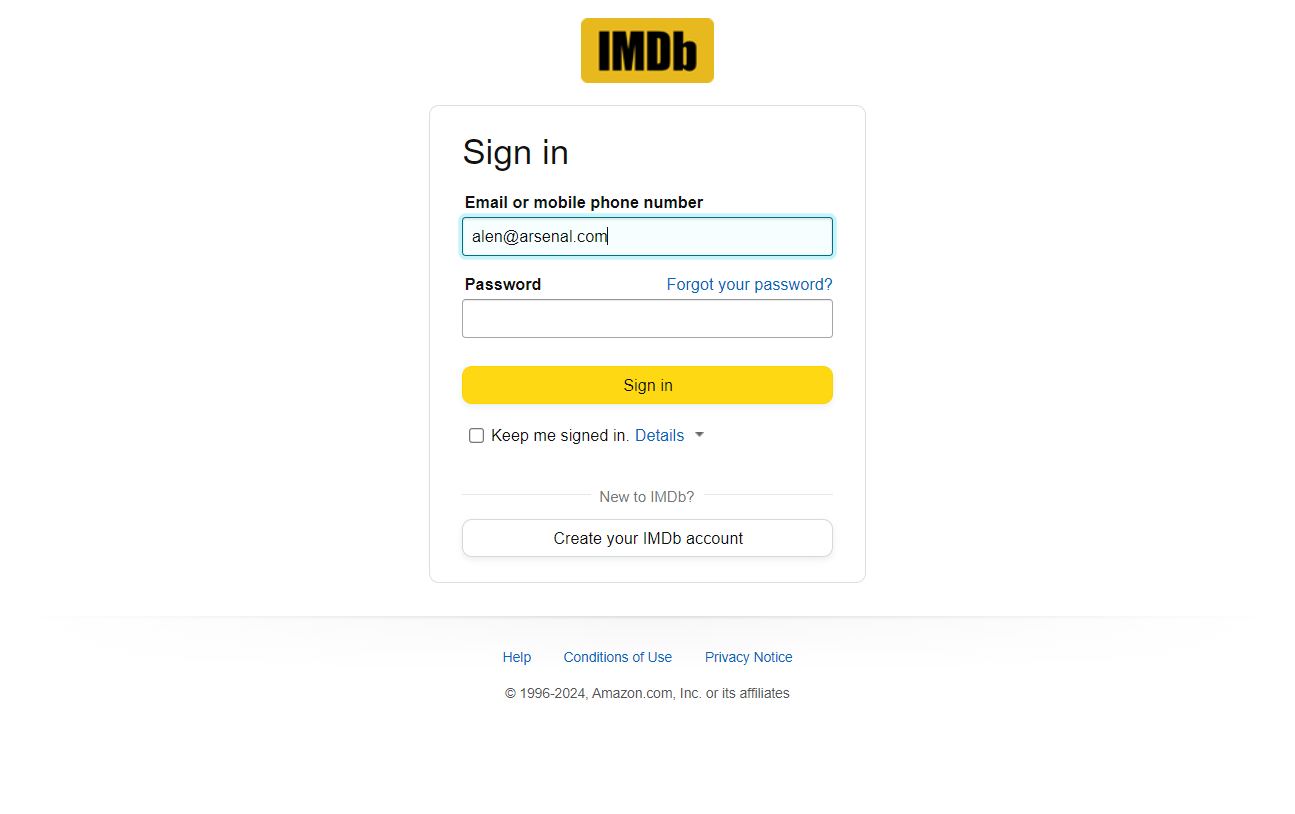 IMDb
Sign in
Email or mobile phone number
alen@arsenal.com
Password Forgot your password?
Sign in
Keep me signed in. Details
New to IMDb?
Create your IMDb account
Help Conditions of Use Privacy Notice
© 1996-2024, Amazon.com, Inc. or its affiliates